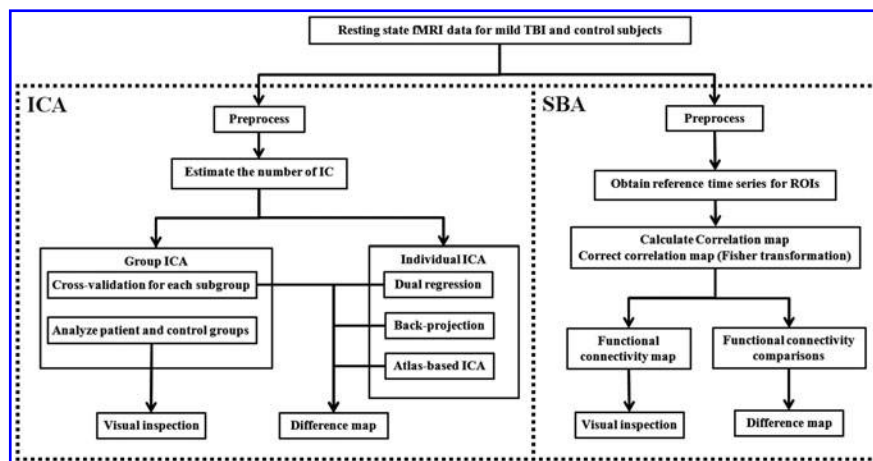 Resting state fMRI data for mild TBI and control subjects
ICA
Preprocess
Estimate the number of IC
Group ICA
Cross-validation for each subgroup
Analyze patient and control groups
Individual ICA
Dual regression
Back-projection
Atlas-based ICA
Visual inspection
Difference map
SBA
Preprocess
Obtain reference time series for ROIs
Calculate Correlation map
Correct correlation map (Fisher transformation)
Functional
connectivity map
Functional connectivity
comparisons
Visual inspection
Difference map